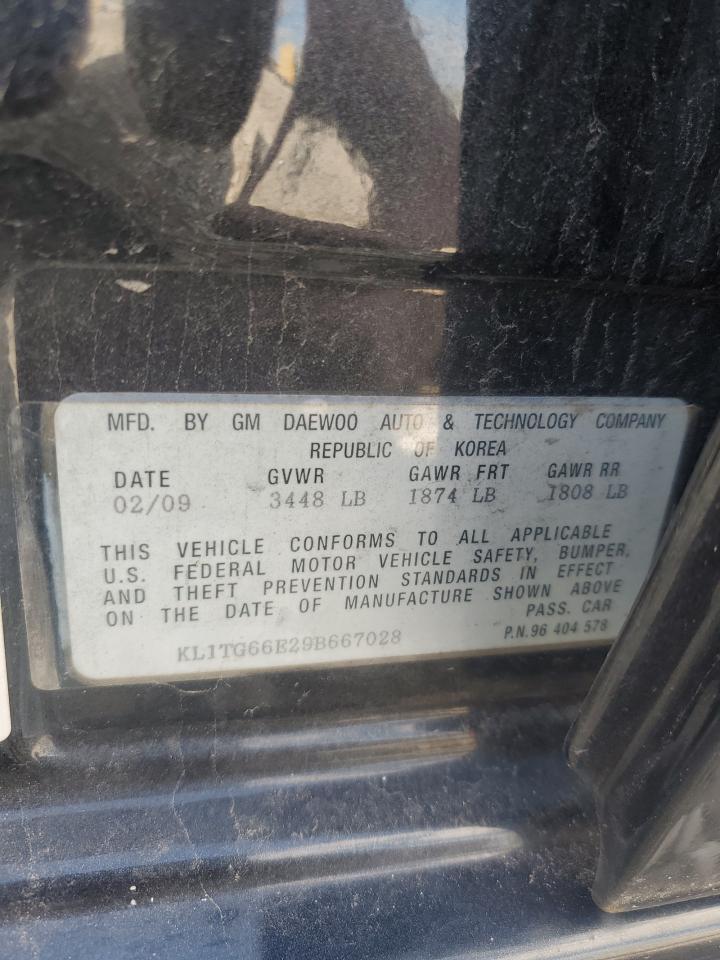 MFD. BY GM DAEWOO AUTO & TECHNOLOGY COMPANY
REPUBLIC OF KOREA
DATE GVWR GAWR FRT GAWR RR
02/09 3448 LB 1874 LB 1808 LB
THIS VEHICLE CONFORMS TO ALL APPLICABLE
U.S. FEDERAL MOTOR VEHICLE SAFETY, BUMPER,
AND THEFT PREVENTION STANDARDS IN EFFECT
ON THE DATE OF MANUFACTURE SHOWN ABOVE
PASS. CAR
KL1TG66E29B667028 P.N.96 404 578